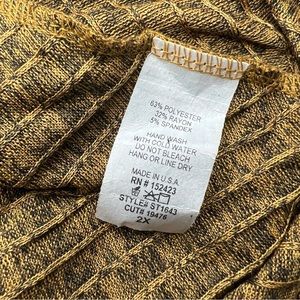 63% POLYESTER
32% RAYON
5% SPANDEX
HAND WASH
WITH COLD WATER
DO NOT BLEACH
HANG OR LINE DRY
MADE IN U.S.A
RN # 152423
STYLE# ST1643
CUT# 19476
2X